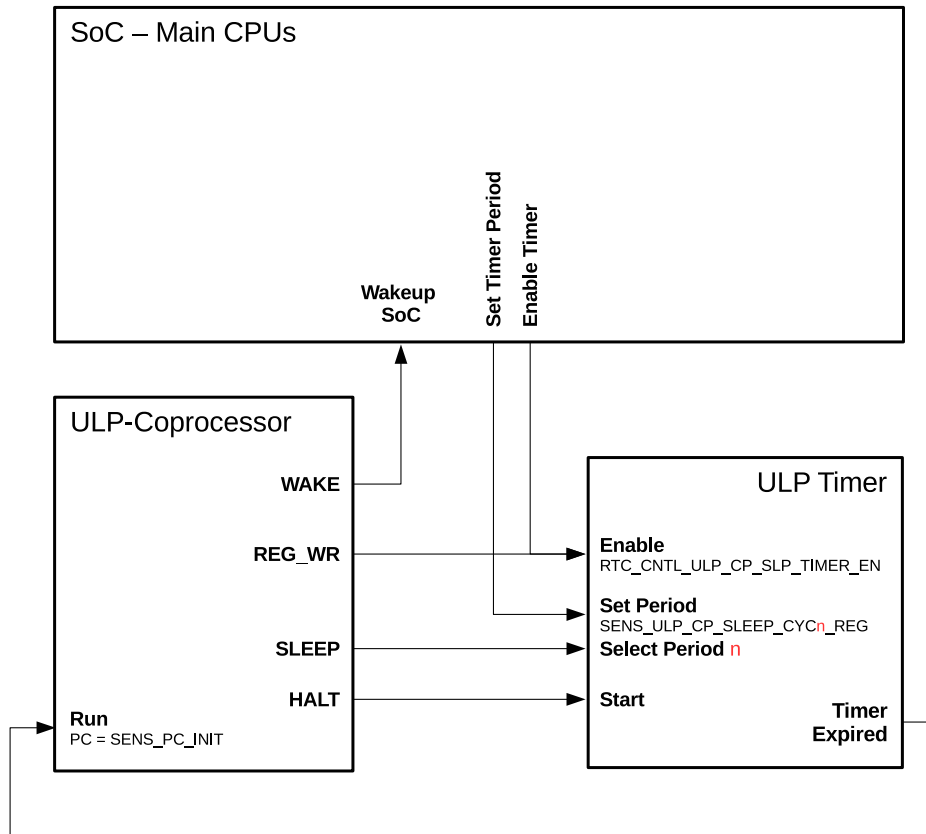 SoC – Main CPUs
Set Timer Period
Enable Timer
Wakeup
SoC
ULP-Coprocessor
WAKE
REG_WR
SLEEP
HALT
Run
PC = SENS_PC_INIT
ULP Timer
Enable
RTC_CNTL_ULP_CP_SLP_TIMER_EN
Set Period
SENS_ULP_CP_SLEEP_CYCn_REG
Select Period n
Start
Timer
Expired